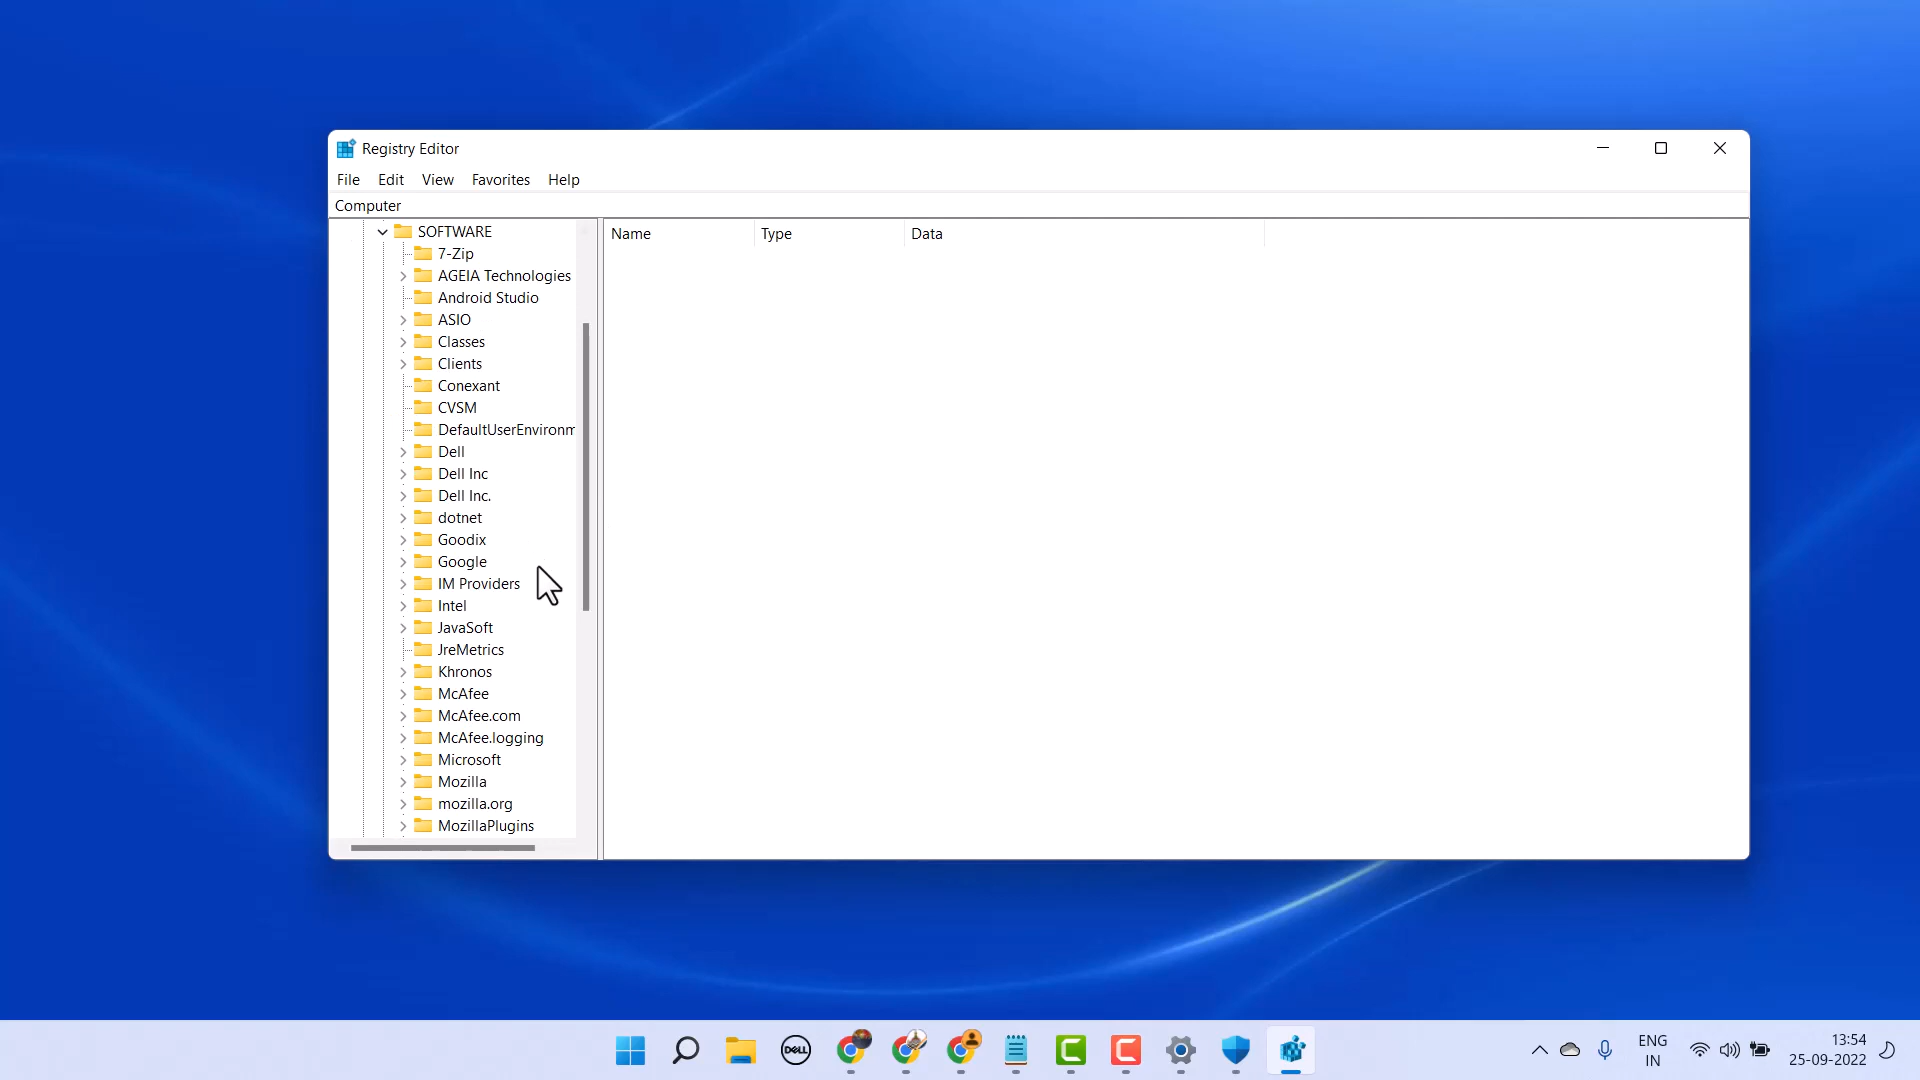 Registry Editor
File Edit View Favorites Help
Computer
Name Type Data
SOFTWARE
7-Zip
AGEIA Technologies
Android Studio
ASIO
Classes
Clients
Conexant
CVSM
DefaultUserEnvironm
Dell
Dell Inc
Dell Inc.
dotnet
Goodix
Google
IM Providers
Intel
JavaSoft
JreMetrics
Khronos
McAfee
McAfee.com
McAfee.logging
Microsoft
Mozilla
mozilla.org
MozillaPlugins
DELL
ENG
IN
13:54
25-09-2022